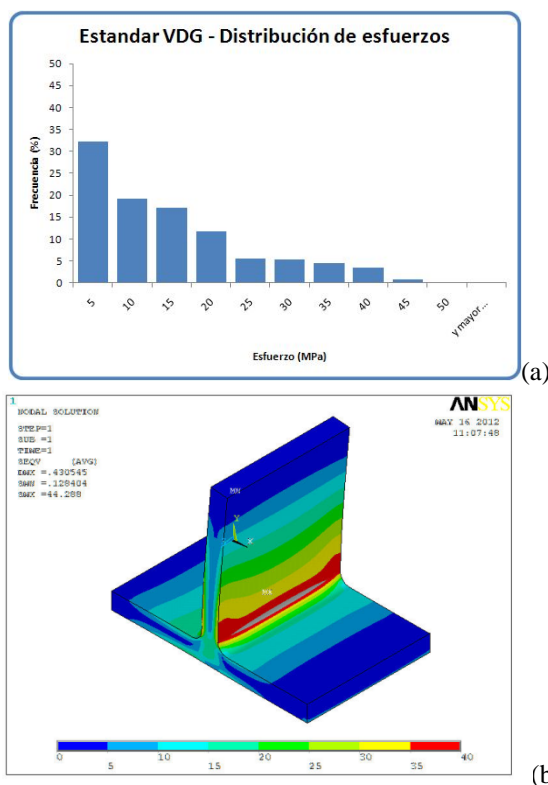 Estandar VDG - Distribución de esfuerzos
Frecuencia (%)
50
45
40
35
30
25
20
15
10
5
0
5 10 15 20 25 30 35 40 45 50 y mayor...
Esfuerzo (MPa)
(a)
1
NODAL SOLUTION
STEP=1
SUB =1
TIME=1
SEQV (AVG)
DMX =.430545
SMN =.128404
SMX =44.288
ANSYS
MAY 16 2012
11:07:48
MN
Y
X
MX
0 5 10 15 20 25 30 35 40
(b